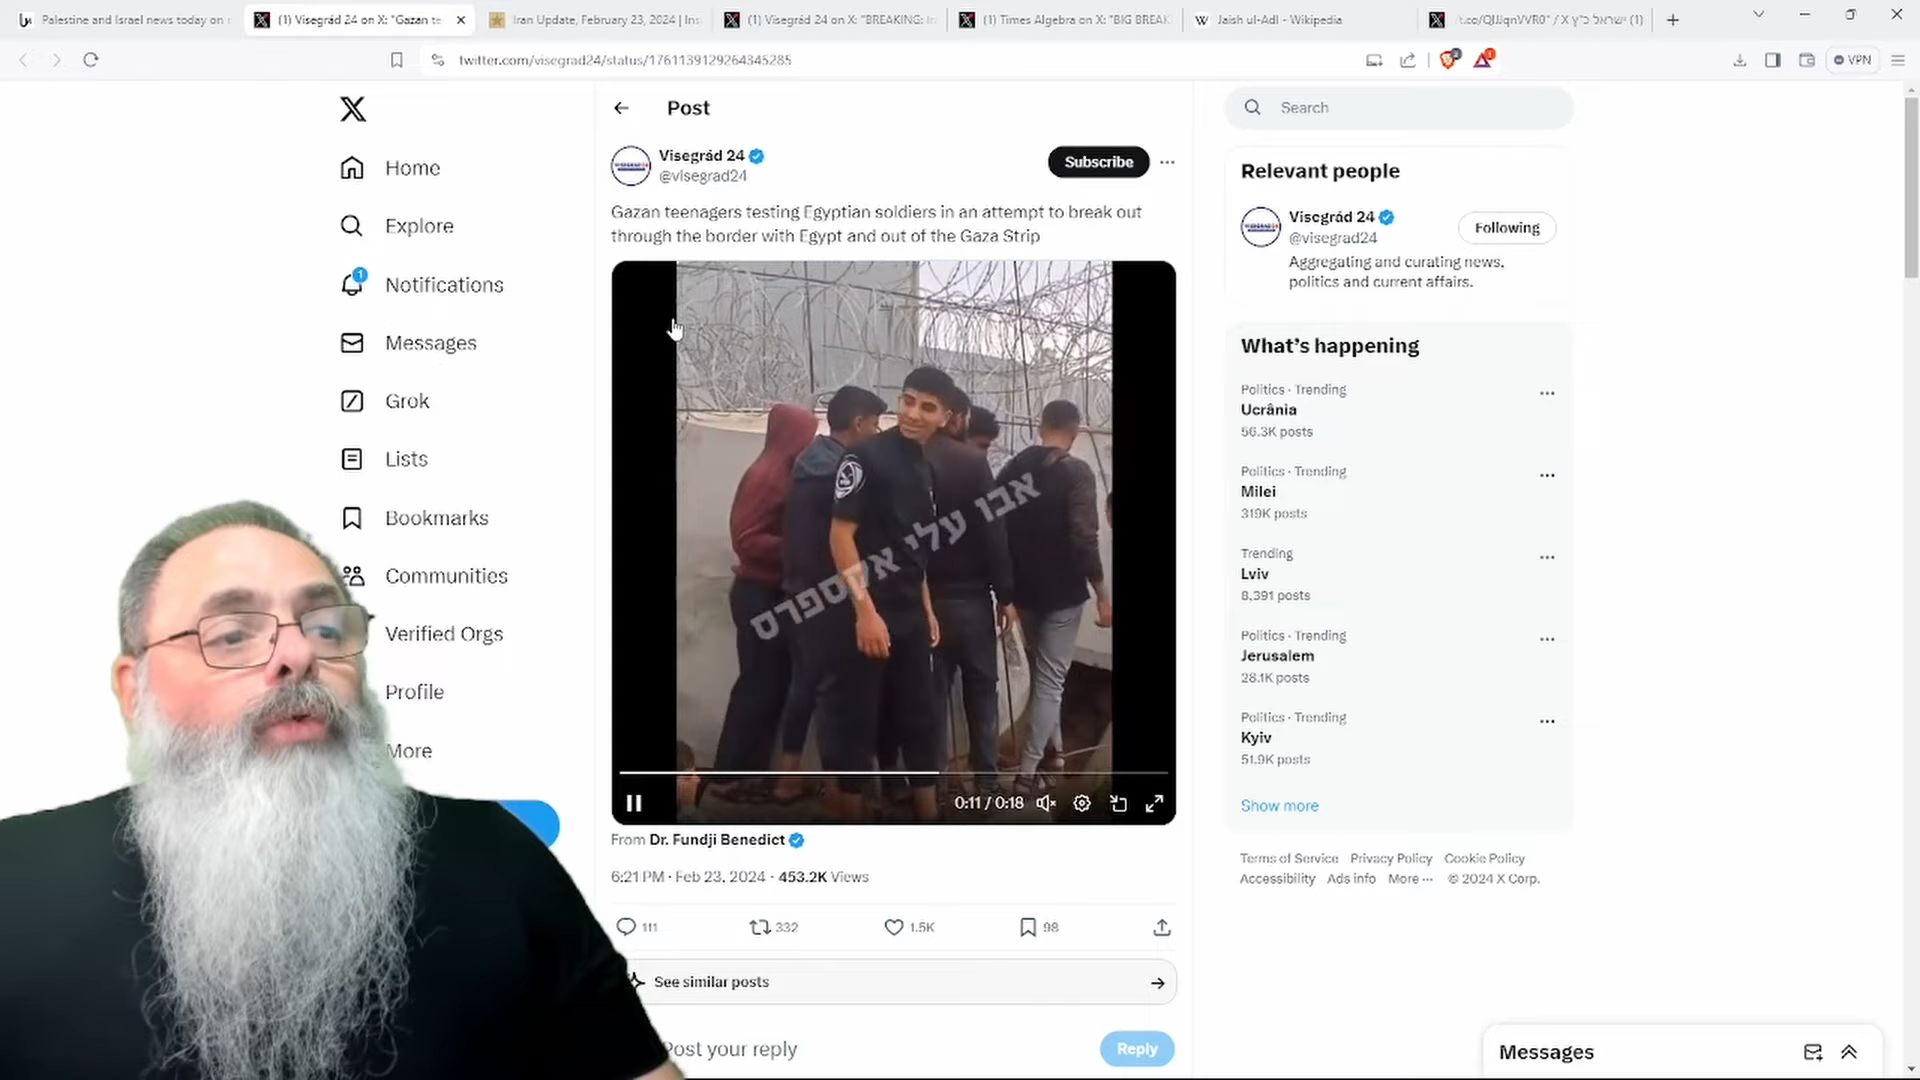 Palestine and Israel news today on
(1) Visegrád 24 on X: "Gazan te
Iran Update, February 23, 2024 | Ins
(1) Visegrád 24 on X: "BREAKING: Ir
(1) Times Algebra on X: "BIG BREAK
Jaish ul-Adl - Wikipedia
twitter.com/visegrad24/status/1761139129264345285
VPN
Post
Search
Home
Explore
1
Notifications
Messages
Grok
Lists
Bookmarks
Communities
Verified Orgs
Profile
More
Visegrád 24
@visegrad24
Subscribe
Gazan teenagers testing Egyptian soldiers in an attempt to break out
through the border with Egypt and out of the Gaza Strip
אבו עלי אקספרס
0:11 / 0:18
From Dr. Fundji Benedict
6:21 PM · Feb 23, 2024 · 453.2K Views
111
332
1.5K
98
See similar posts
Post your reply
Reply
Relevant people
Visegrád 24
@visegrad24
Following
Aggregating and curating news,
politics and current affairs.
What's happening
Politics · Trending
Ucrânia
56.3K posts
Politics · Trending
Milei
319K posts
Trending
Lviv
8,391 posts
Politics · Trending
Jerusalem
28.1K posts
Politics · Trending
Kyiv
51.9K posts
Show more
Terms of Service Privacy Policy Cookie Policy
Accessibility Ads info More ··· © 2024 X Corp.
Messages